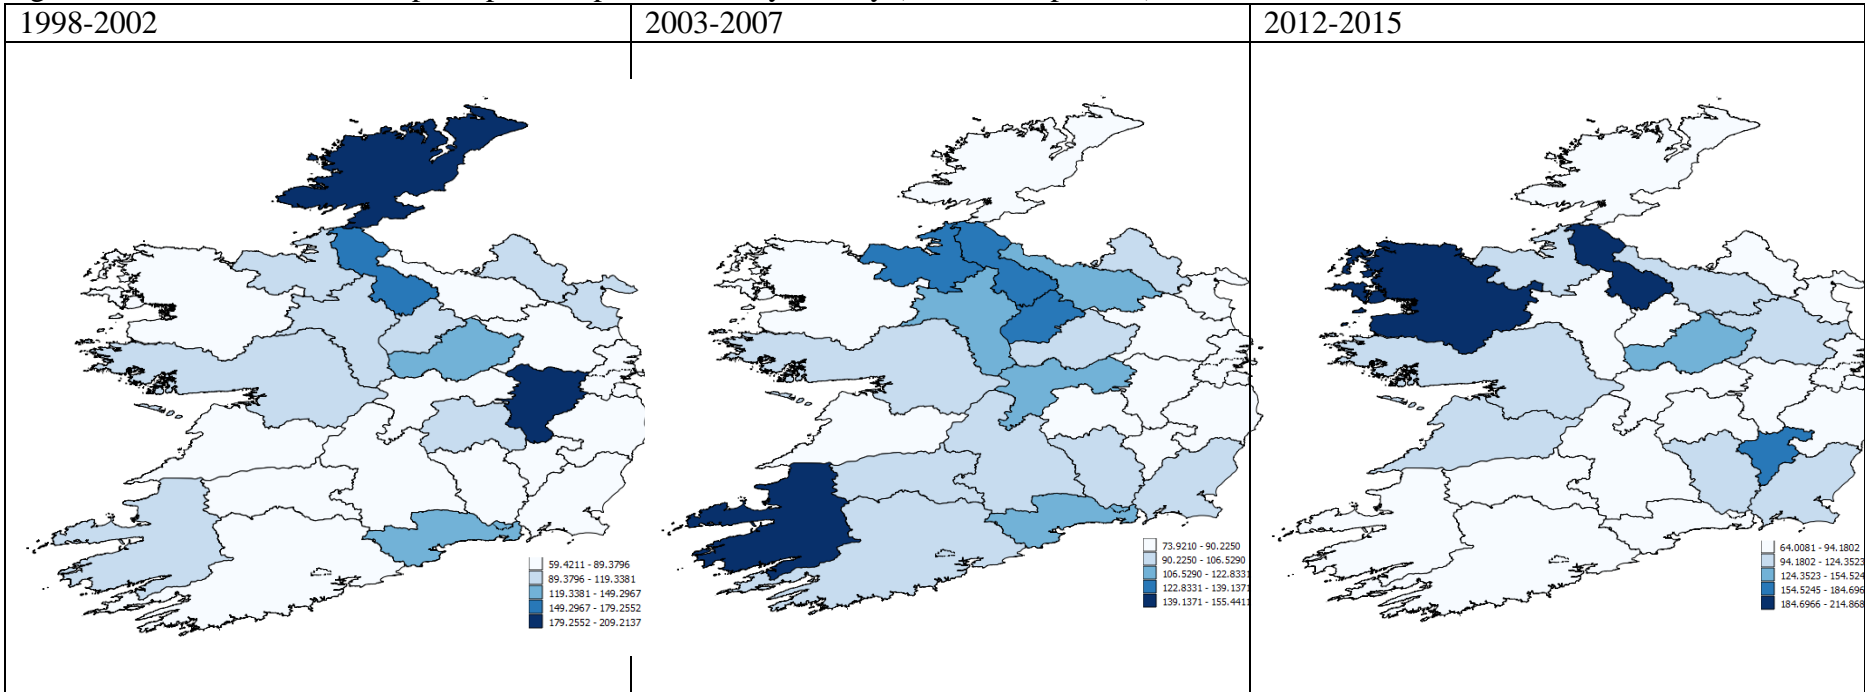 1998-2002
2003-2007
2012-2015
59.4211 - 89.3796
89.3796 - 119.3381
119.3381 - 149.2967
149.2967 - 179.2552
179.2552 - 209.2137
73.9210 - 90.2250
90.2250 - 106.5290
106.5290 - 122.8331
122.8331 - 139.1371
139.1371 - 155.4411
64.0081 - 94.1802
94.1802 - 124.3523
124.3523 - 154.524
154.5245 - 184.696
184.6966 - 214.868